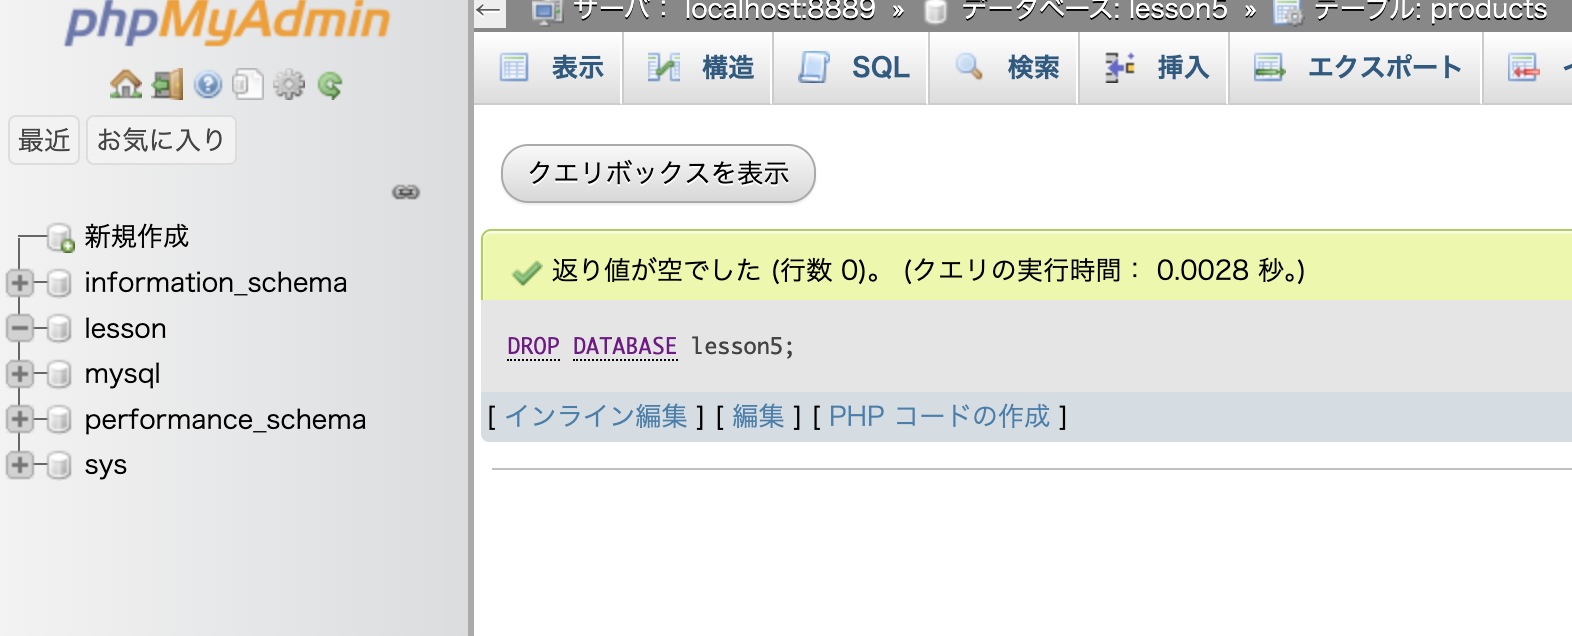 phpMyAdmin
最近 お気に入り
新規作成
information_schema
lesson
mysql
performance_schema
sys
サーバ: localhost:8889 » データベース: lesson5 » テーブル: products
表示 構造 SQL 検索 挿入 エクスポート
クエリボックスを表示
返り値が空でした (行数 0)。 (クエリの実行時間: 0.0028 秒。)
DROP DATABASE lesson5;
[ インライン編集 ] [ 編集 ] [ PHP コードの作成 ]